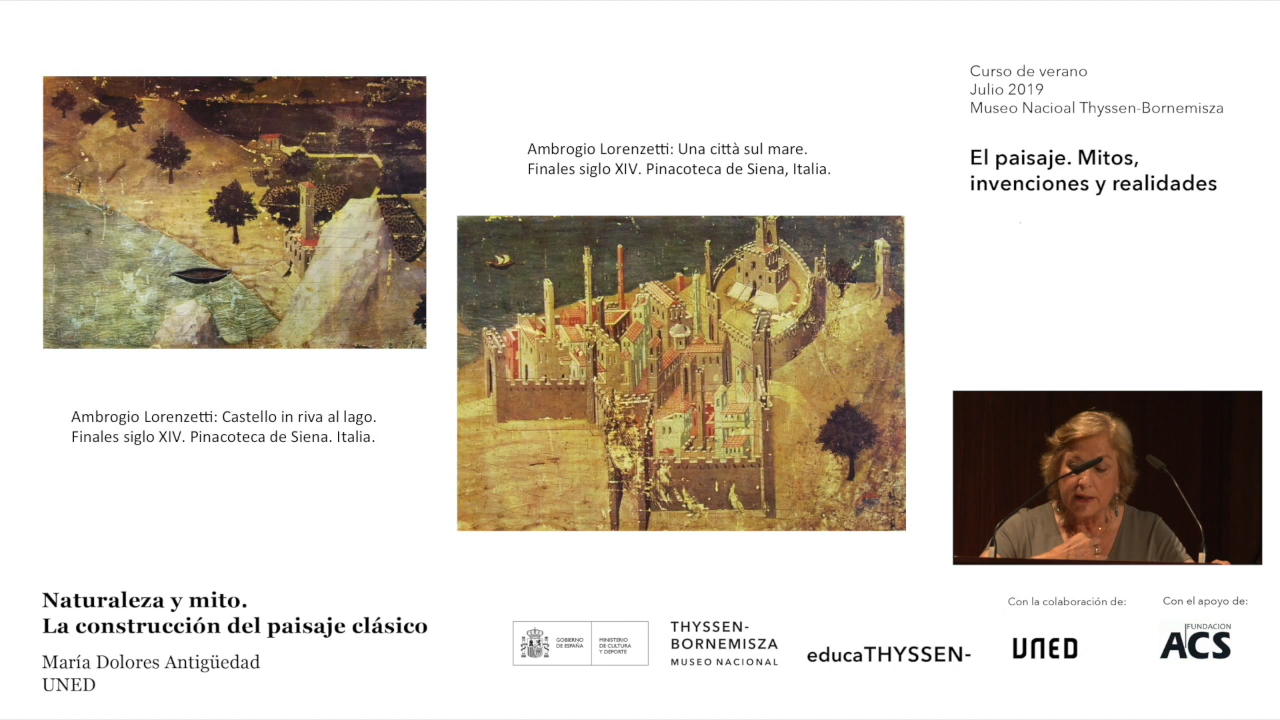 Curso de verano
Julio 2019
Museo Nacioal Thyssen-Bornemisza
El paisaje. Mitos,
invenciones y realidades
Ambrogio Lorenzetti: Una città sul mare.
Finales siglo XIV. Pinacoteca de Siena, Italia.
Ambrogio Lorenzetti: Castello in riva al lago.
Finales siglo XIV. Pinacoteca de Siena. Italia.
Naturaleza y mito.
La construcción del paisaje clásico
María Dolores Antigüedad
UNED
GOBIERNO
DE ESPAÑA
MINISTERIO
DE CULTURA
Y DEPORTE
THYSSEN-
BORNEMISZA
MUSEO NACIONAL
educaTHYSSEN-
Con la colaboración de:
UNED
Con el apoyo de:
FUNDACION
ACS